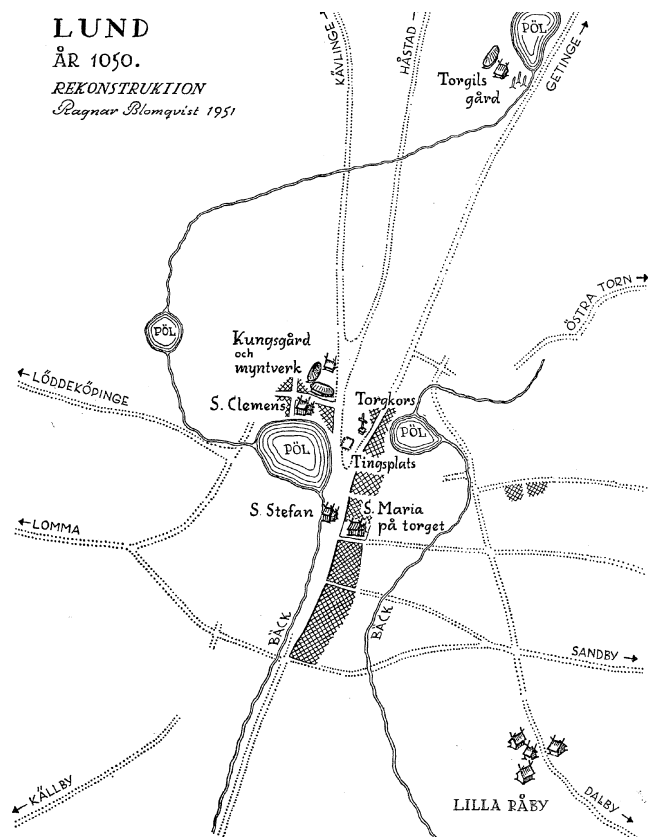 LUND
ÅR 1050.
REKONSTRUKTION
Ragnar Blomqvist 1951
KÄVLINGE
HÅSTAD
PÖL
GETINGE
Torgils
gård
ÖSTRA TORN
PÖL
Kungsgård
och
myntverk
LÖDDEKÖPINGE
S. Clemens
Torgkors
PÖL
PÖL
Tingsplats
S. Stefan
S. Maria
på torget
LOMMA
BÄCK
BÄCK
SANDBY
KÄLLBY
LILLA RÅBY
DALBY